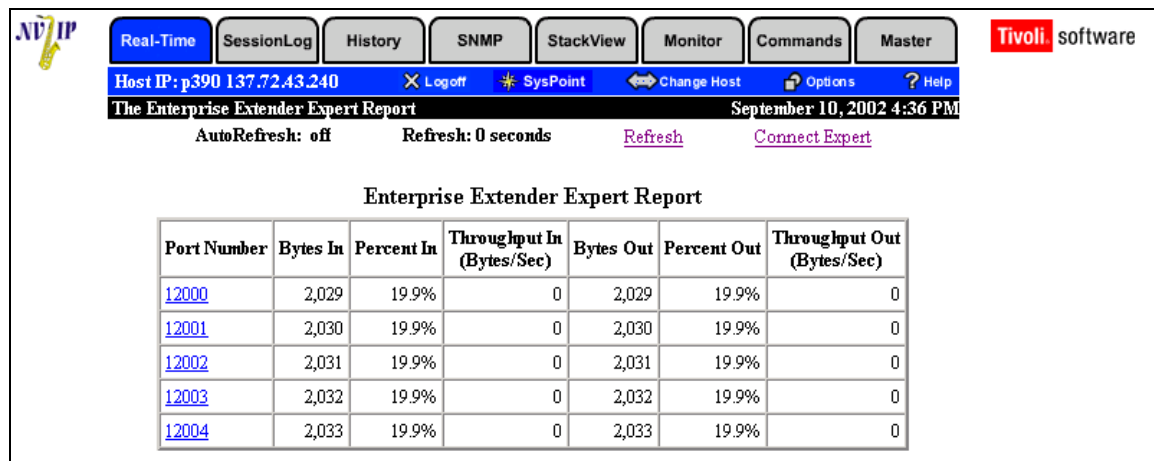 NV IP
Real-Time SessionLog History SNMP StackView Monitor Commands Master
Tivoli. software
Host IP: p390 137.72.43.240 X Logoff SysPoint Change Host Options ? Help
The Enterprise Extender Expert Report September 10, 2002 4:36 PM
AutoRefresh: off Refresh: 0 seconds Refresh Connect Expert
Enterprise Extender Expert Report
Port Number Bytes In Percent In Throughput In (Bytes/Sec) Bytes Out Percent Out Throughput Out (Bytes/Sec)
12000 2,029 19.9% 0 2,029 19.9% 0
12001 2,030 19.9% 0 2,030 19.9% 0
12002 2,031 19.9% 0 2,031 19.9% 0
12003 2,032 19.9% 0 2,032 19.9% 0
12004 2,033 19.9% 0 2,033 19.9% 0